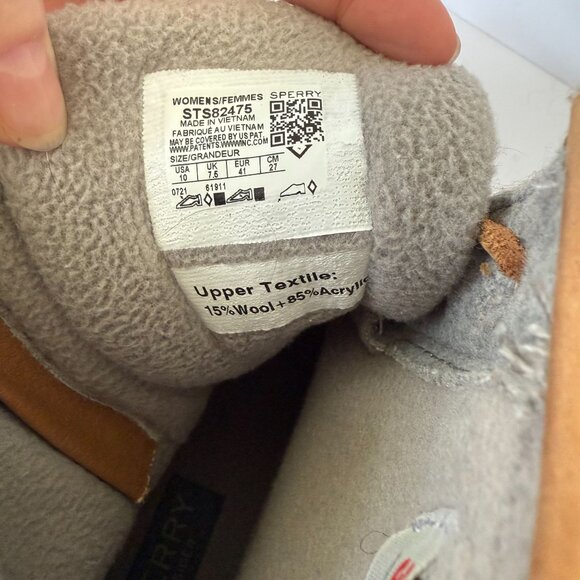 WOMENS/FEMMES SPERRY
STS82475
MADE IN VIETNAM
FABRIQUÉ AU VIETNAM
MAY BE COVERED BY US PAT.
WWW.PATENTS.WWWINC.COM
SIZE/GRANDEUR
USA UK EUR CM
10 7.5 41 27
0721 61911
Upper Textile:
15%Wool+85%Acrylic